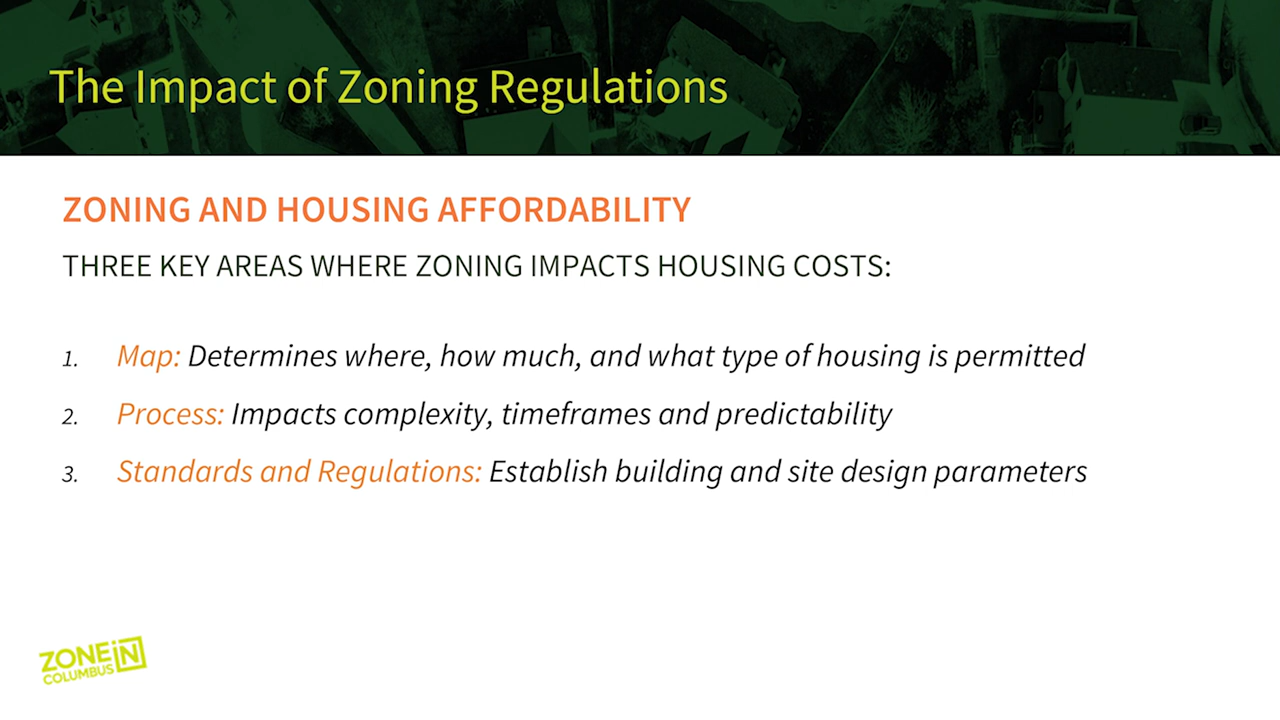 The Impact of Zoning Regulations
ZONING AND HOUSING AFFORDABILITY
THREE KEY AREAS WHERE ZONING IMPACTS HOUSING COSTS:
1. Map: Determines where, how much, and what type of housing is permitted
2. Process: Impacts complexity, timeframes and predictability
3. Standards and Regulations: Establish building and site design parameters
ZONEiN
COLUMBUS